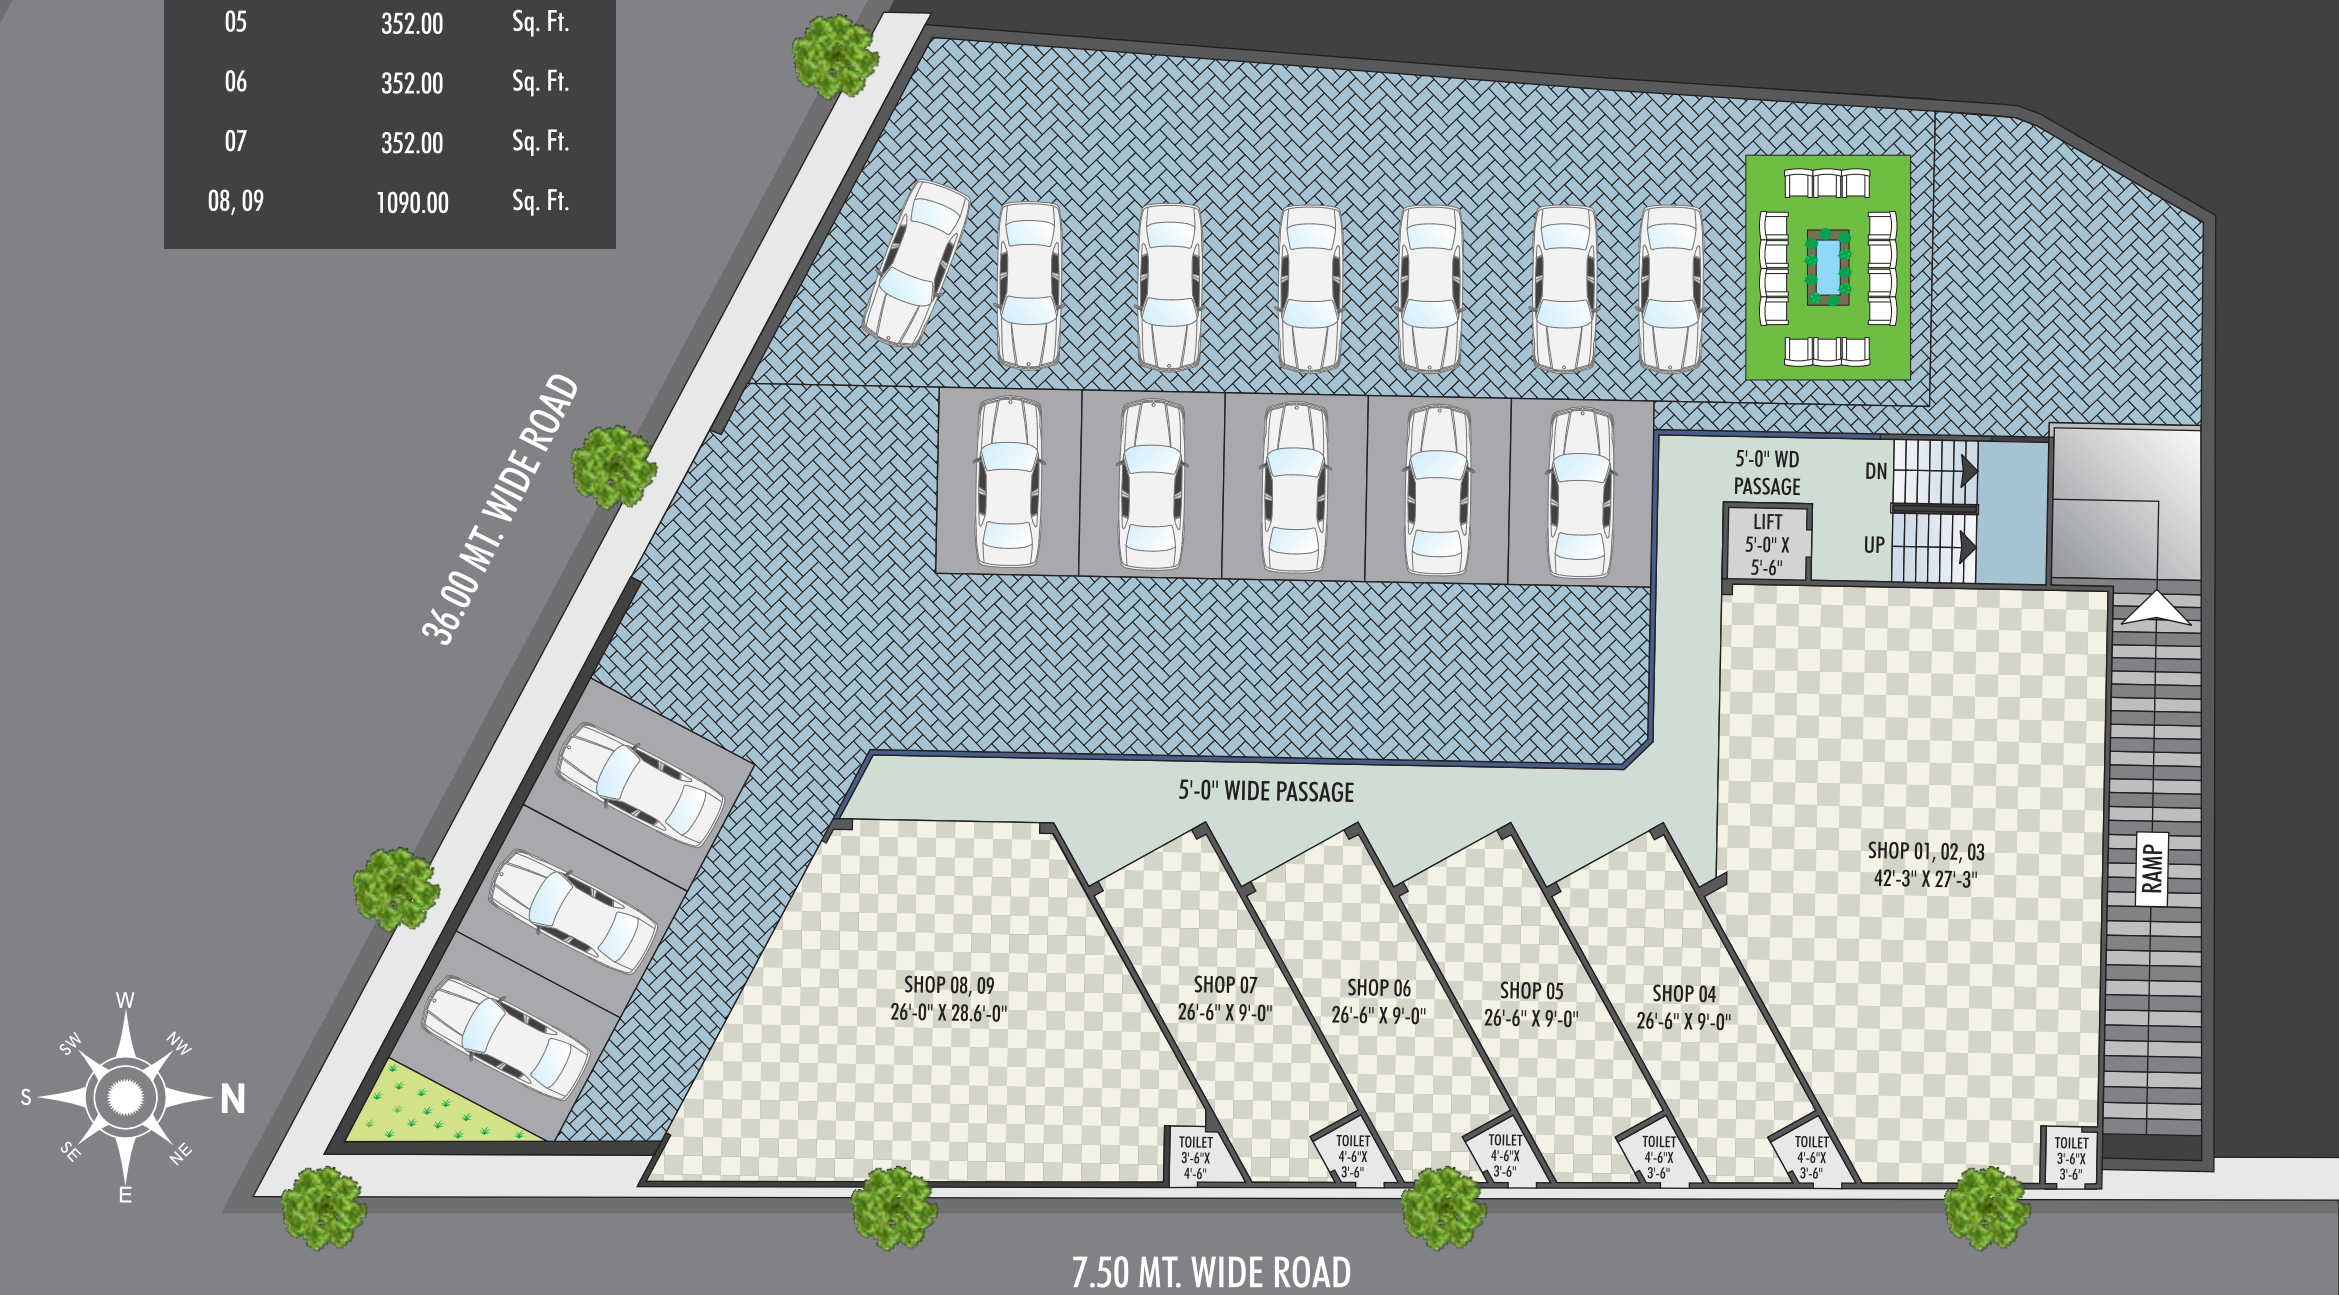 05 352.00 Sq. Ft.
06 352.00 Sq. Ft.
07 352.00 Sq. Ft.
08, 09 1090.00 Sq. Ft.
36.00 MT. WIDE ROAD
5'-0" WD
PASSAGE
DN
LIFT
5'-0" X
5'-6"
UP
5'-0" WIDE PASSAGE
SHOP 01, 02, 03
42'-3" X 27'-3"
RAMP
SHOP 08, 09
26'-0" X 28.6'-0"
SHOP 07
26'-6" X 9'-0"
SHOP 06
26'-6" X 9'-0"
SHOP 05
26'-6" X 9'-0"
SHOP 04
26'-6" X 9'-0"
TOILET
3'-6"X
4'-6"
TOILET
4'-6"X
3'-6"
TOILET
4'-6"X
3'-6"
TOILET
4'-6"X
3'-6"
TOILET
4'-6"X
3'-6"
TOILET
3'-6"X
3'-6"
W
SW
NW
S
N
SE
NE
E
7.50 MT. WIDE ROAD